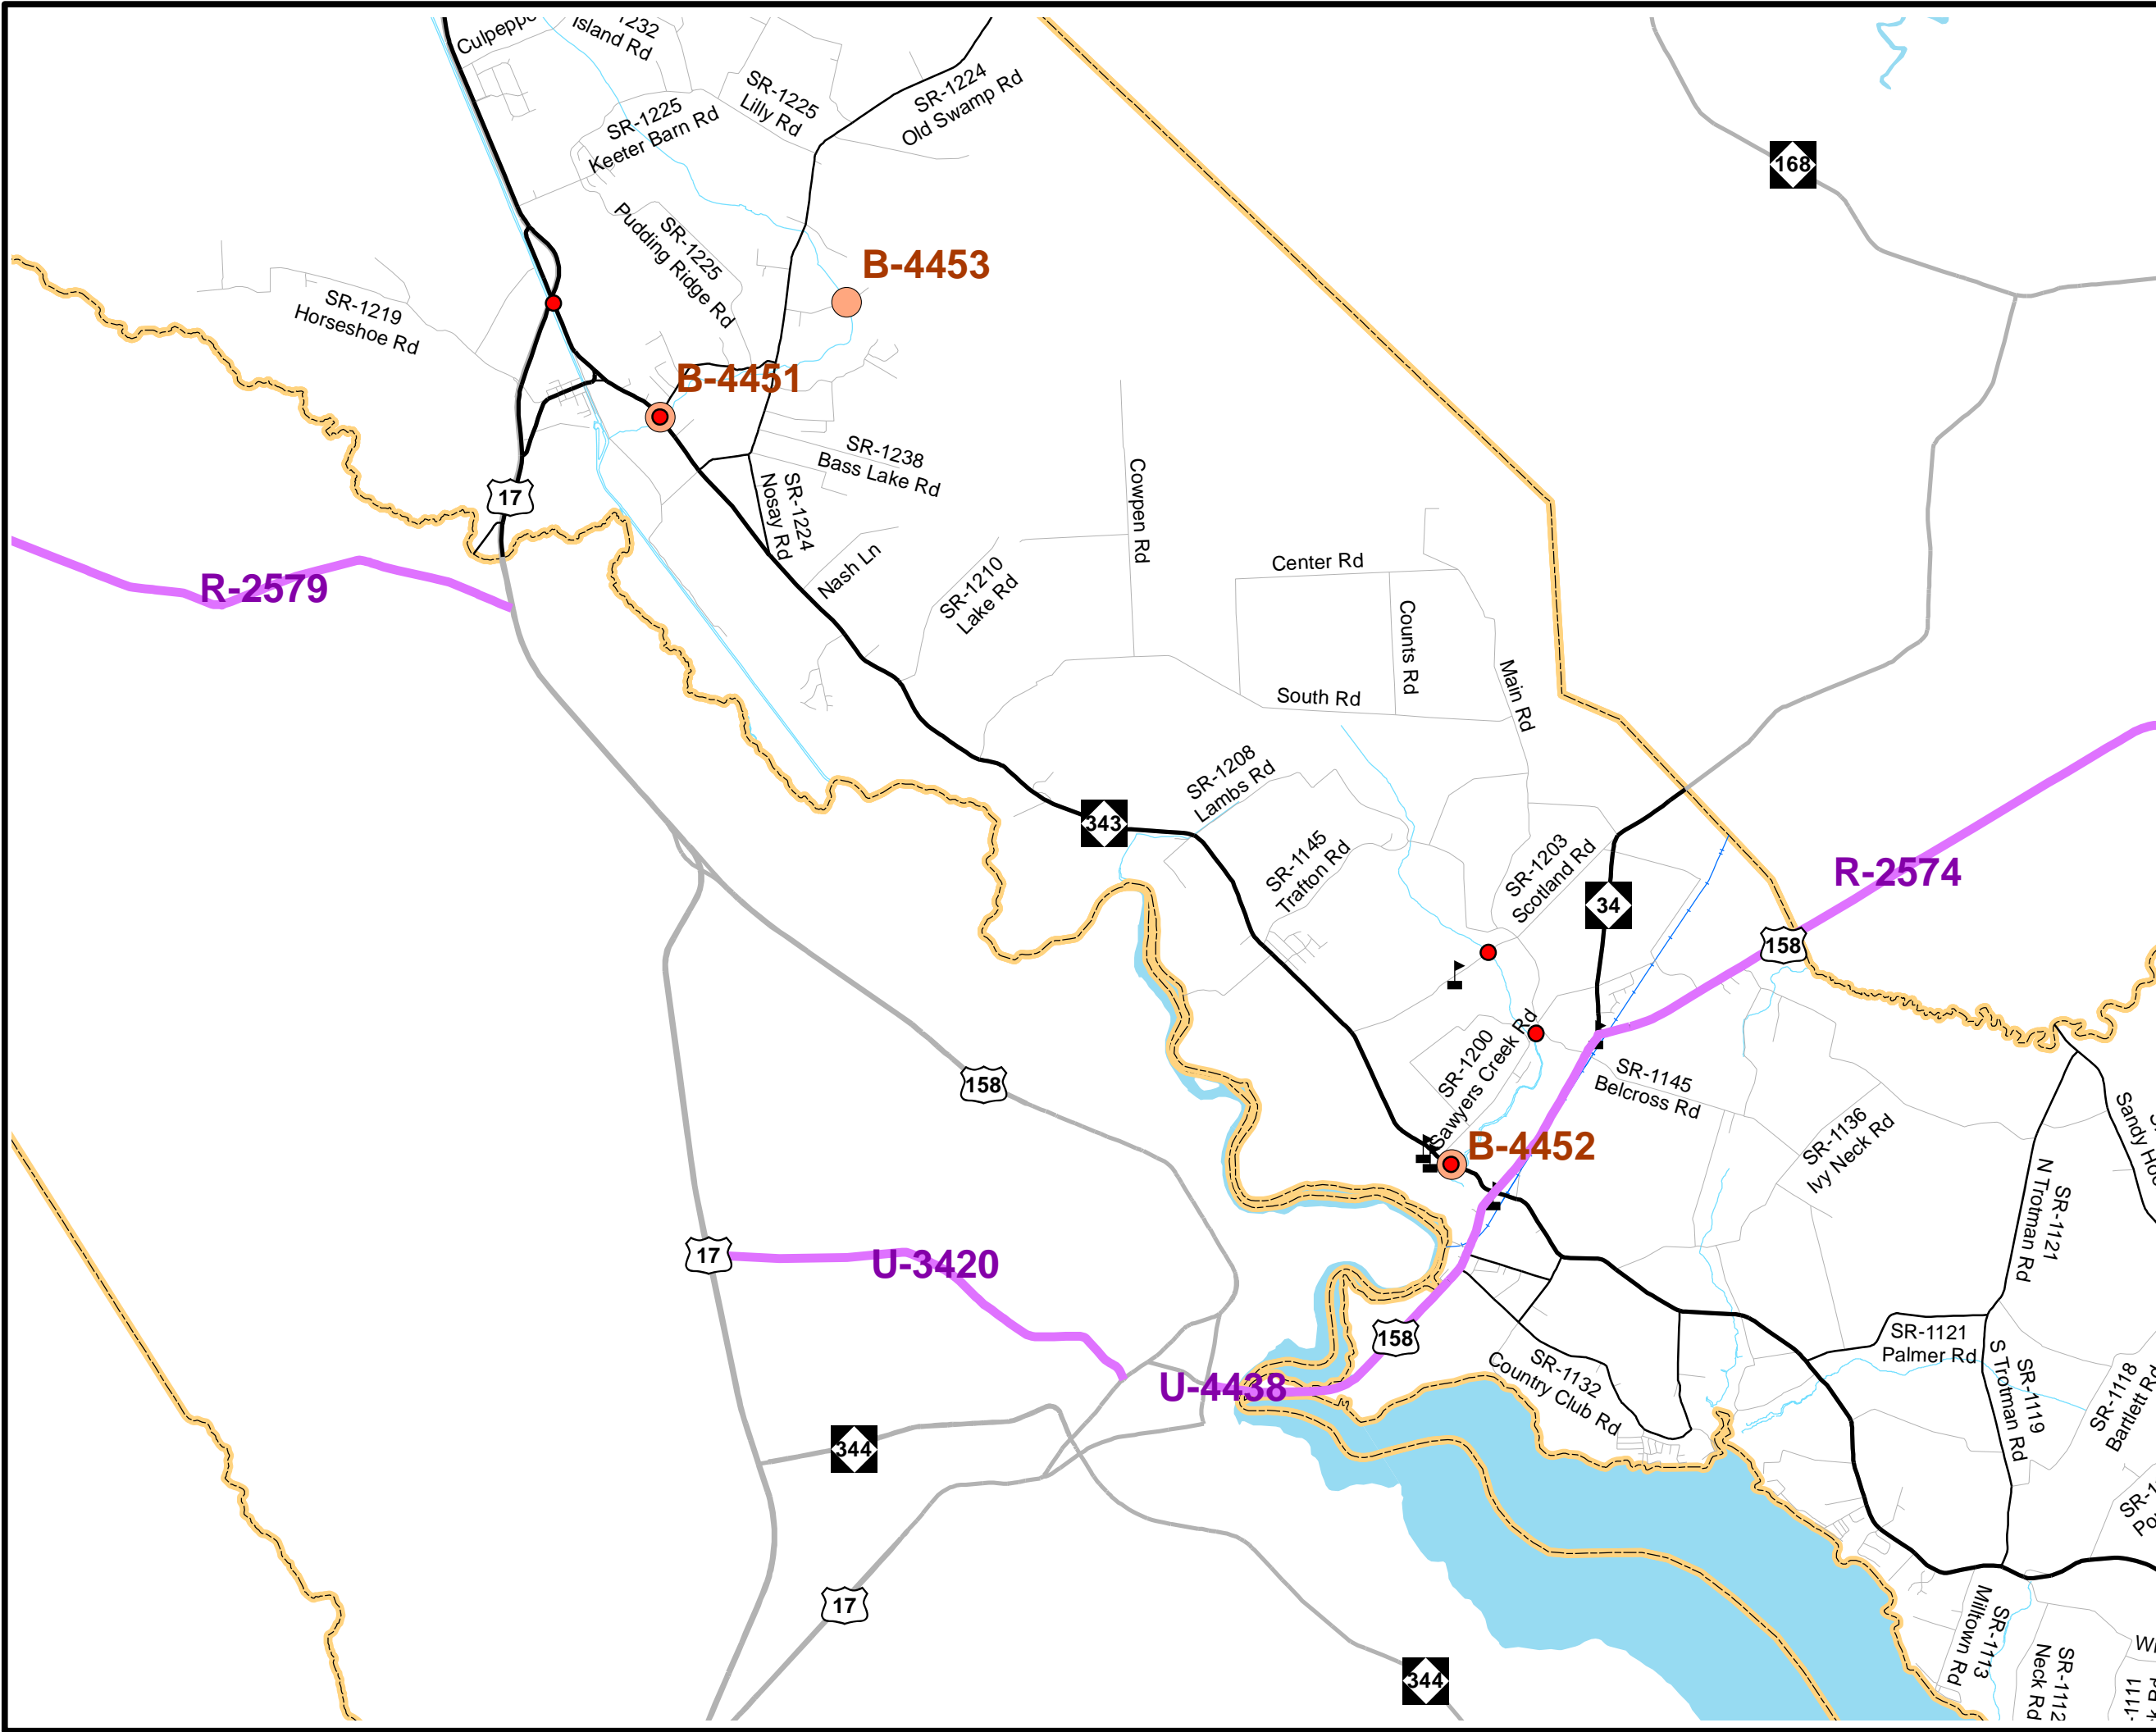 1232
Island Rd
SR-1225
Lilly Rd
SR-1224
Old Swamp Rd
SR-1225
Keeter Barn Rd
168
SR-1225
Pudding Ridge Rd
B-4453
SR-1219
Horseshoe Rd
B-4451
SR-1238
Bass Lake Rd
17
SR-1224
Nosay Rd
Cowpen Rd
Nash Ln
Center Rd
R-2579
SR-1210
Lake Rd
Counts Rd
South Rd
Main Rd
SR-1208
Lambs Rd
343
SR-1145
Trafton Rd
SR-1203
Scotland Rd
R-2574
34
158
158
SR-1200
Sawyers Creek Rd
SR-1145
Belcross Rd
SR-1136
Ivy Neck Rd
B-4452
SR-1121
N Trotman Rd
17
U-3420
158
SR-1121
Palmer Rd
U-4438
SR-1132
Country Club Rd
SR-1119
S Trotman Rd
SR-1118
Bartlett Rd
344
17
SR-1113
Milltown Rd
SR-1112
Neck Rd
344